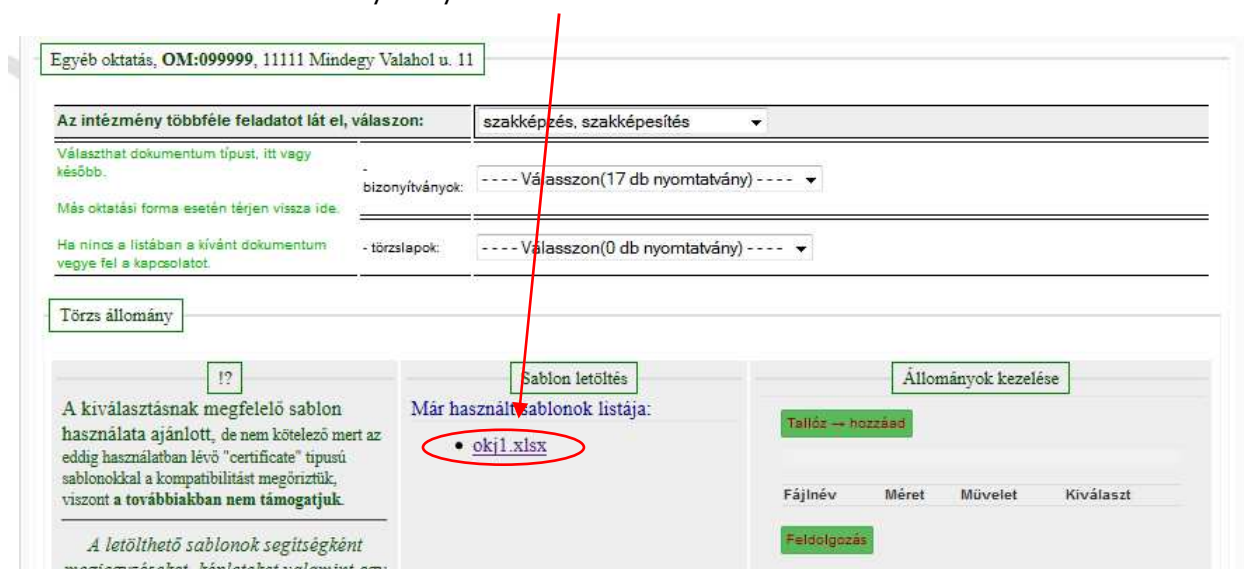 Egyéb oktatás, OM:099999, 11111 Mindegy Valahol u. 11
Az intézmény többféle feladatot lát el, válaszon:
szakképzés, szakképesítés
Választhat dokumentum típust, itt vagy
később.
Más oktatási forma esetén térjen vissza ide.
Ha nincs a listában a kívánt dokumentum
vegye fel a kapcsolatot.
-
bizonyítványok:
- - - - Válasszon(17 db nyomtatvány) - - - -
- törzslapok:
- - - - Válasszon(0 db nyomtatvány) - - - -
Törzs állomány
!?
A kiválasztásnak megfelelő sablon
használata ajánlott, de nem kötelező mert az
eddig használatban lévő "certificate" tipusú
sablonokkal a kompatibilitást megőriztük,
viszont a továbbiakban nem támogatjuk.
A letölthető sablonok segítségként
Sablon letöltés
Már használt sablonok listája:
• okj1.xlsx
Állományok kezelése
Tallóz → hozzáad
Fájlnév Méret Művelet Kiválaszt
Feldolgozás